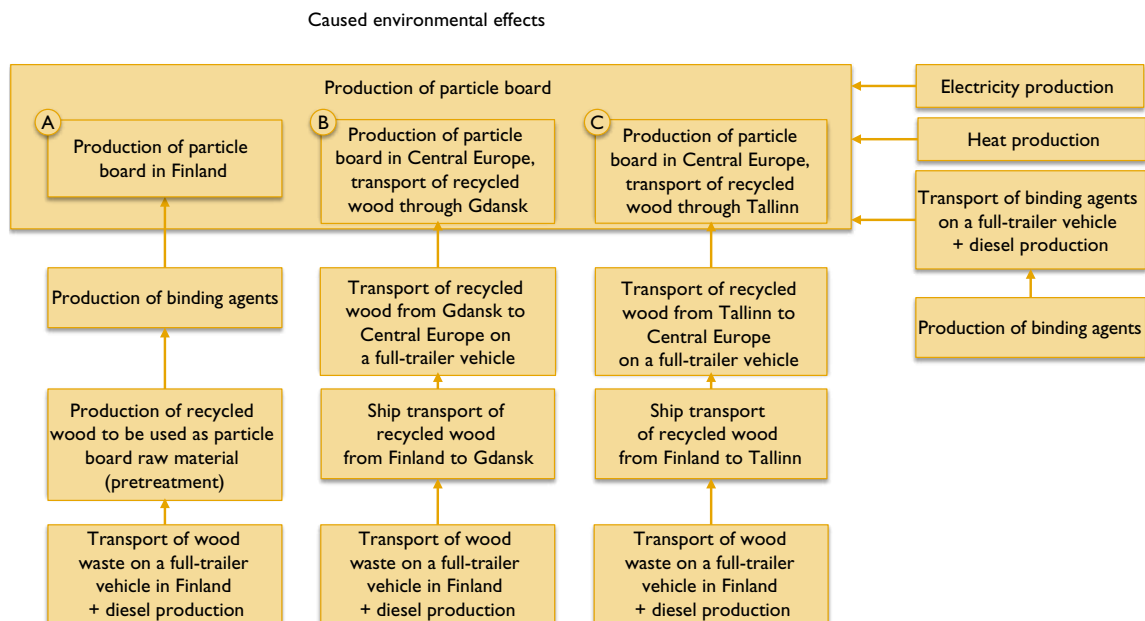 Caused environmental effects
Production of particle board
A
Production of particle
board in Finland
B
Production of particle
board in Central Europe,
transport of recycled
wood through Gdansk
C
Production of particle
board in Central Europe,
transport of recycled
wood through Tallinn
Electricity production
Heat production
Transport of binding agents
on a full-trailer vehicle
+ diesel production
Production of binding agents
Production of binding agents
Transport of recycled
wood from Gdansk to
Central Europe on
a full-trailer vehicle
Transport of recycled
wood from Tallinn to
Central Europe
on a full-trailer vehicle
Production of recycled
wood to be used as particle
board raw material
(pretreatment)
Ship transport of
recycled wood
from Finland to Gdansk
Ship transport
of recycled wood
from Finland to Tallinn
Transport of wood
waste on a full-trailer
vehicle in Finland
+ diesel production
Transport of wood
waste on a full-trailer
vehicle in Finland
+ diesel production
Transport of wood
waste on a full-trailer
vehicle in Finland
+ diesel production